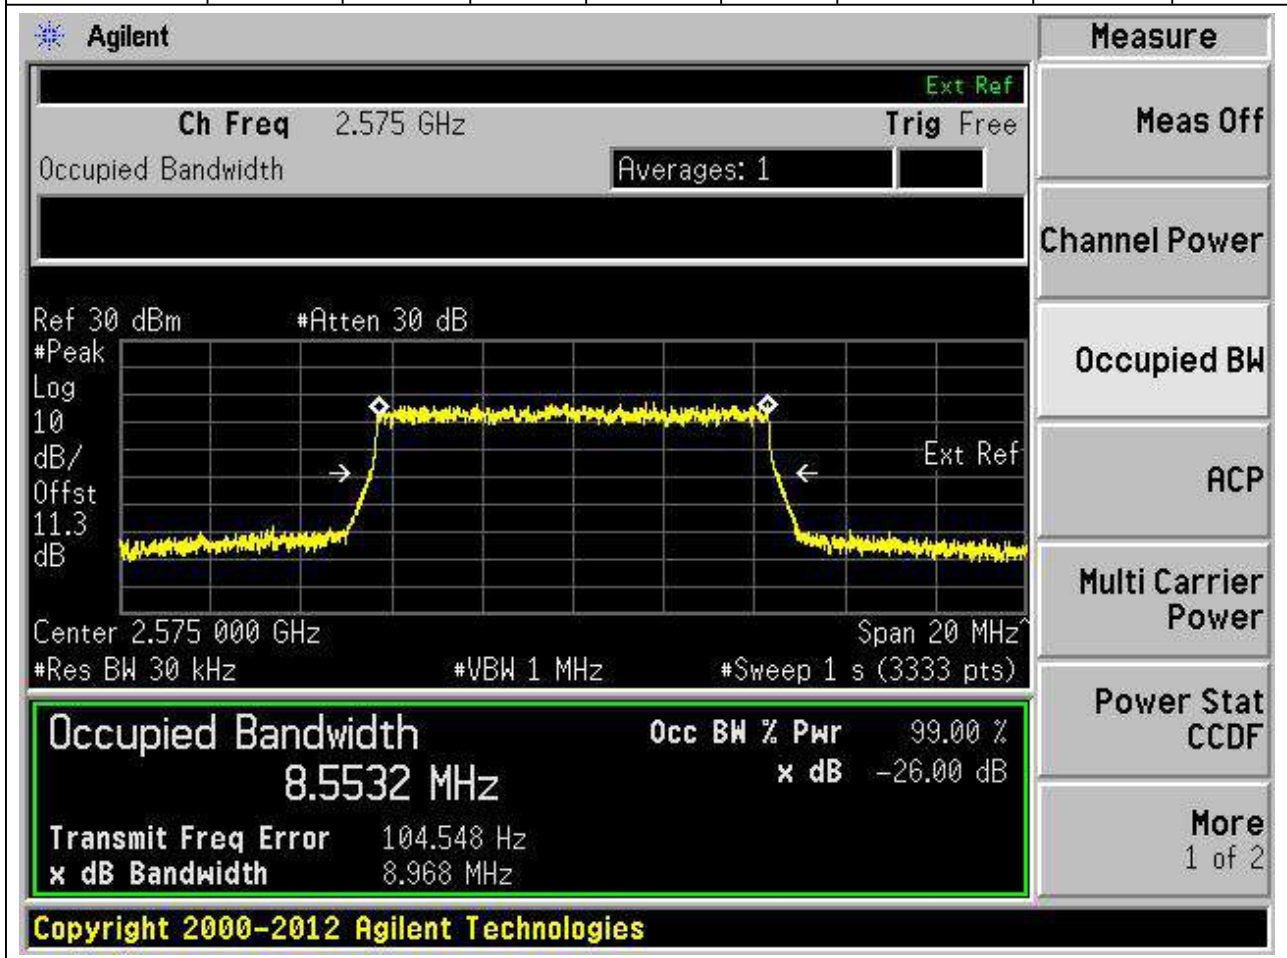 Agilent
Measure
Ext Ref
Ch Freq 2.575 GHz Trig Free
Meas Off
Occupied Bandwidth Averages: 1
Channel Power
Ref 30 dBm #Atten 30 dB
#Peak
Log
10
dB/
Offst
11.3
dB
Ext Ref
Occupied BW
ACP
Center 2.575 000 GHz Span 20 MHz^
#Res BW 30 kHz #VBW 1 MHz #Sweep 1 s (3333 pts)
Multi Carrier
Power
Occupied Bandwidth Occ BW % Pwr 99.00 %
8.5532 MHz x dB -26.00 dB
Power Stat
CCDF
Transmit Freq Error 104.548 Hz
x dB Bandwidth 8.968 MHz
More
1 of 2
Copyright 2000-2012 Agilent Technologies